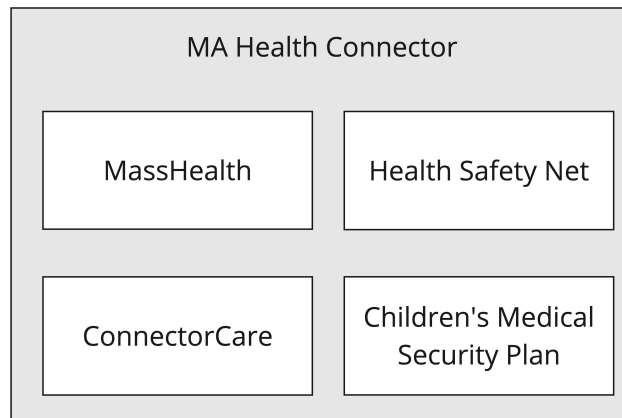 MA Health Connector
MassHealth
Health Safety Net
ConnectorCare
Children's Medical
Security Plan